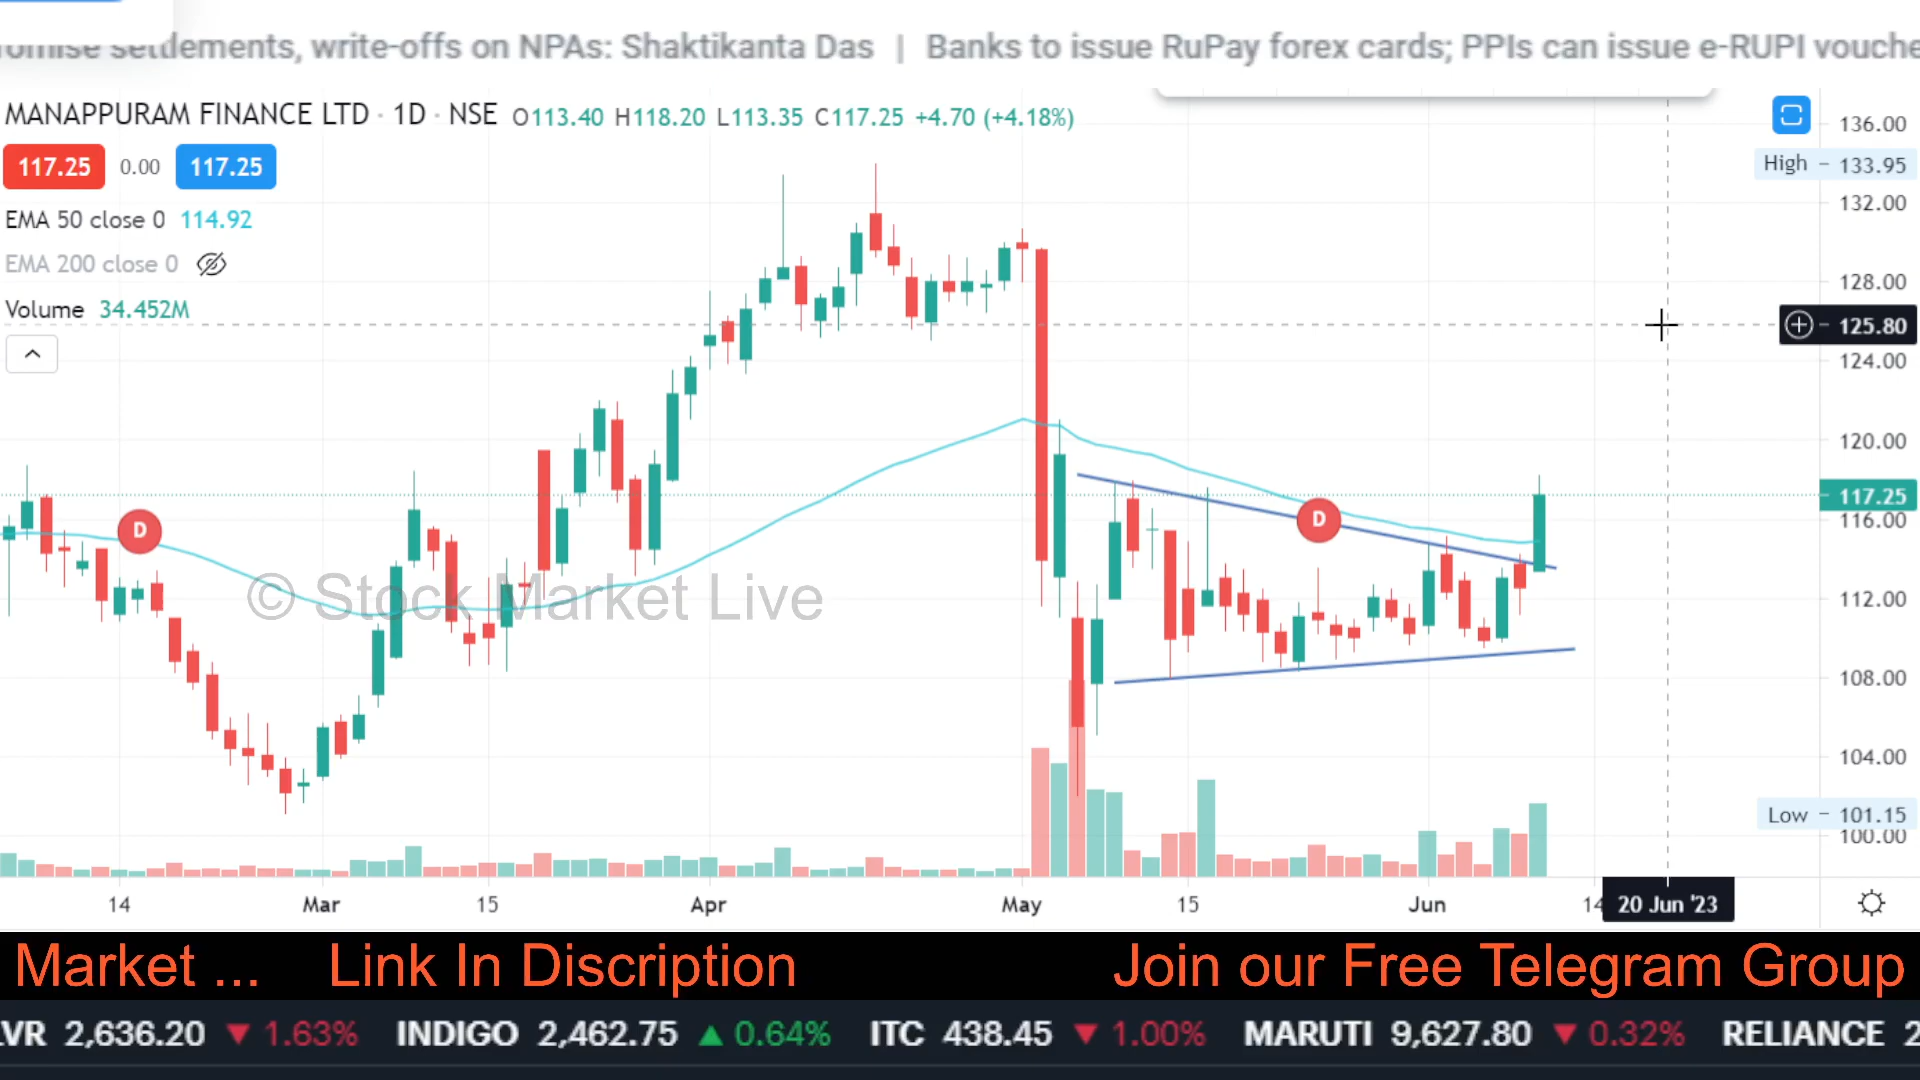 settlements, write-offs on NPAs: Shaktikanta Das | Banks to issue RuPay forex cards; PPIs can issue e-RUPI
MANAPPURAM FINANCE LTD · 1D · NSE O113.40 H118.20 L113.35 C117.25 +4.70 (+4.18%)
136.00
117.25 0.00 117.25
High 133.95
132.00
EMA 50 close 0 114.92
EMA 200 close 0
128.00
Volume 34.452M
125.80
124.00
120.00
117.25
116.00
D
D
© Stock Market Live
112.00
108.00
104.00
Low 101.15
100.00
14 Mar 15 Apr May 15 Jun 14 20 Jun '23
Market ... Link In Discription Join our Free Telegram Group
LVR 2,636.20 ▼ 1.63% INDIGO 2,462.75 ▲ 0.64% ITC 438.45 ▼ 1.00% MARUTI 9,627.80 ▼ 0.32% RELIANCE 2